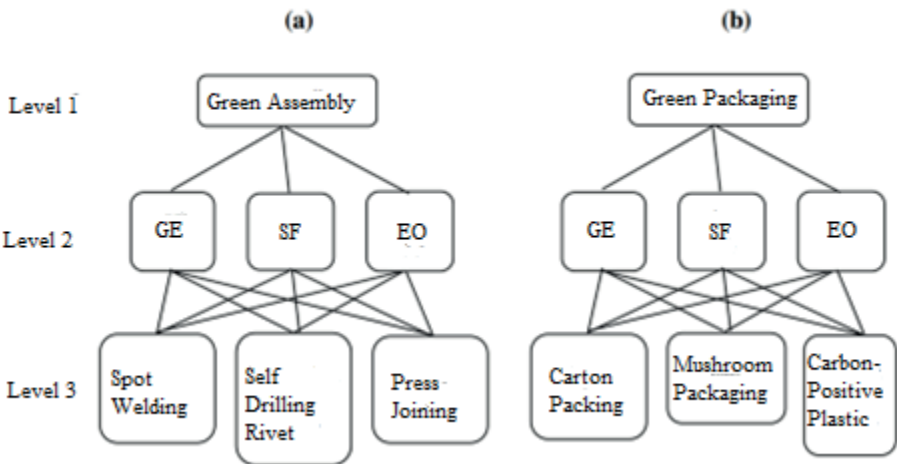 (a)
(b)
Level 1
Green Assembly
Green Packaging
Level 2
GE
SF
EO
GE
SF
EO
Level 3
Spot
Welding
Self
Drilling
Rivet
Press
Joining
Carton
Packing
Mushroom
Packaging
Carbon-
Positive
Plastic